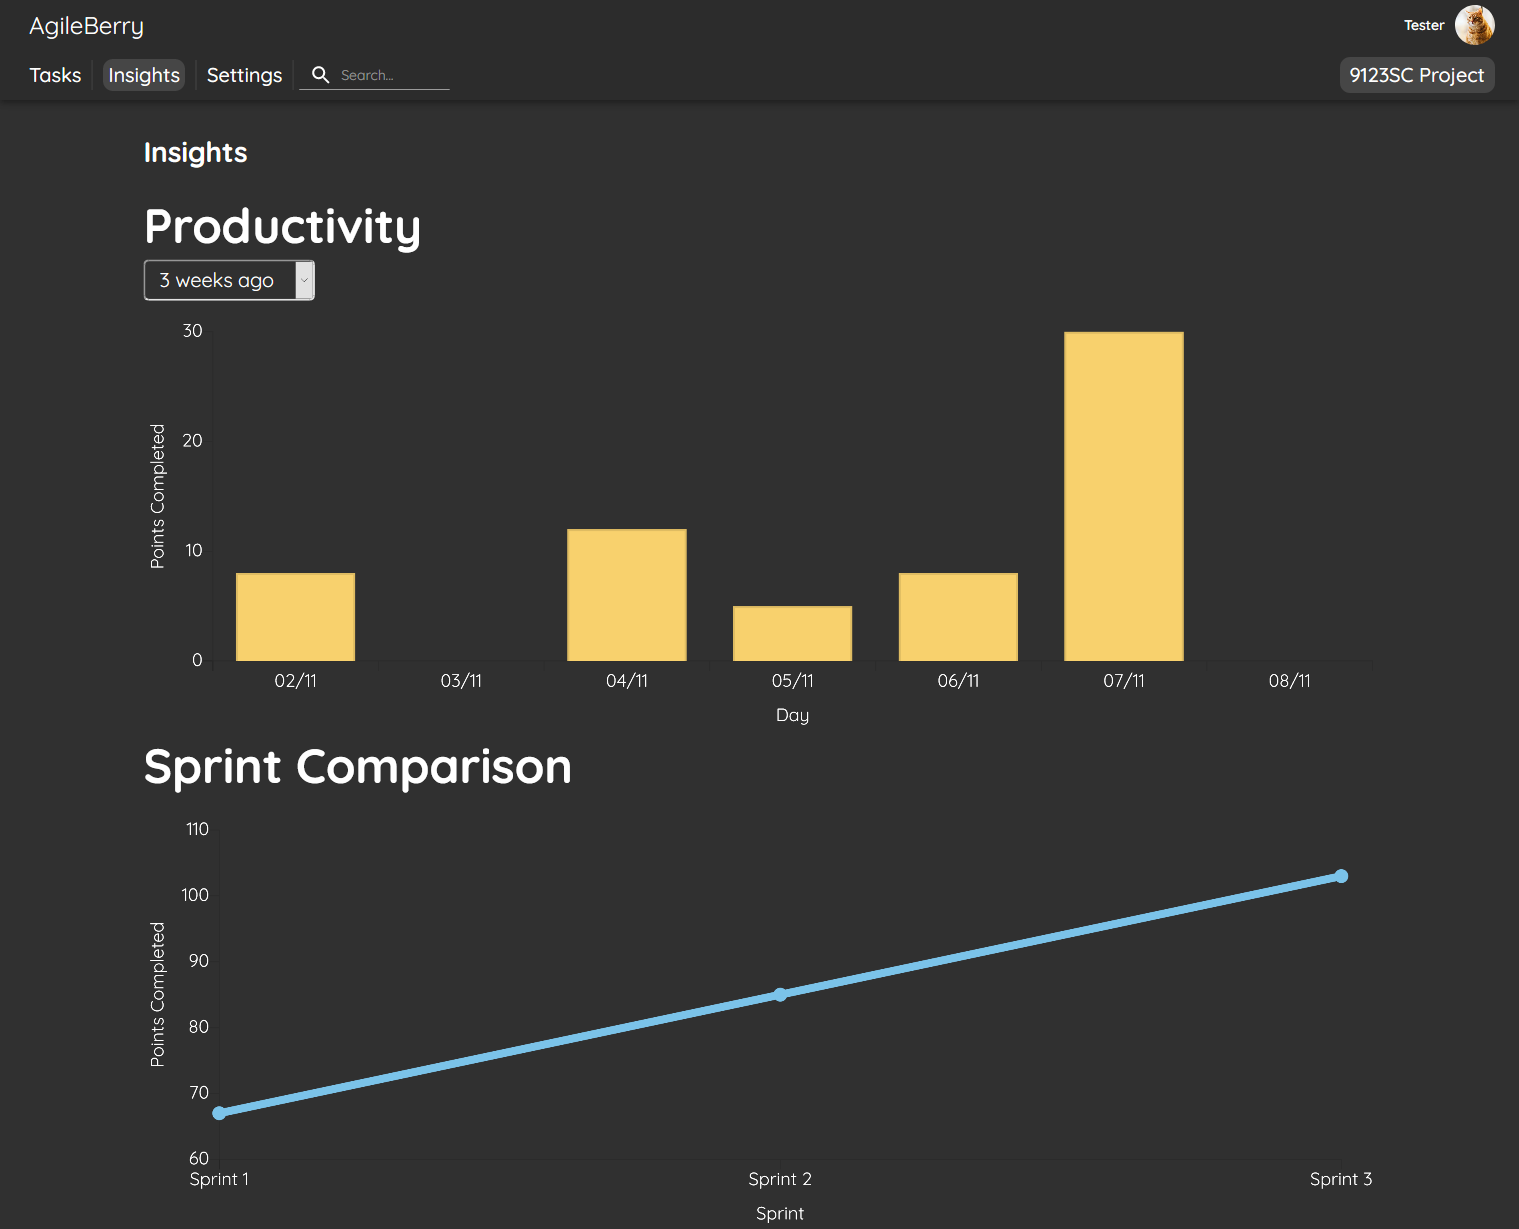 AgileBerry
Tester
Tasks
Insights
Settings
Search...
9123SC Project
Insights
Productivity
3 weeks ago
30
20
10
0
Points Completed
02/11
03/11
04/11
05/11
06/11
07/11
08/11
Day
Sprint Comparison
110
100
90
80
70
60
Points Completed
Sprint 1
Sprint 2
Sprint 3
Sprint